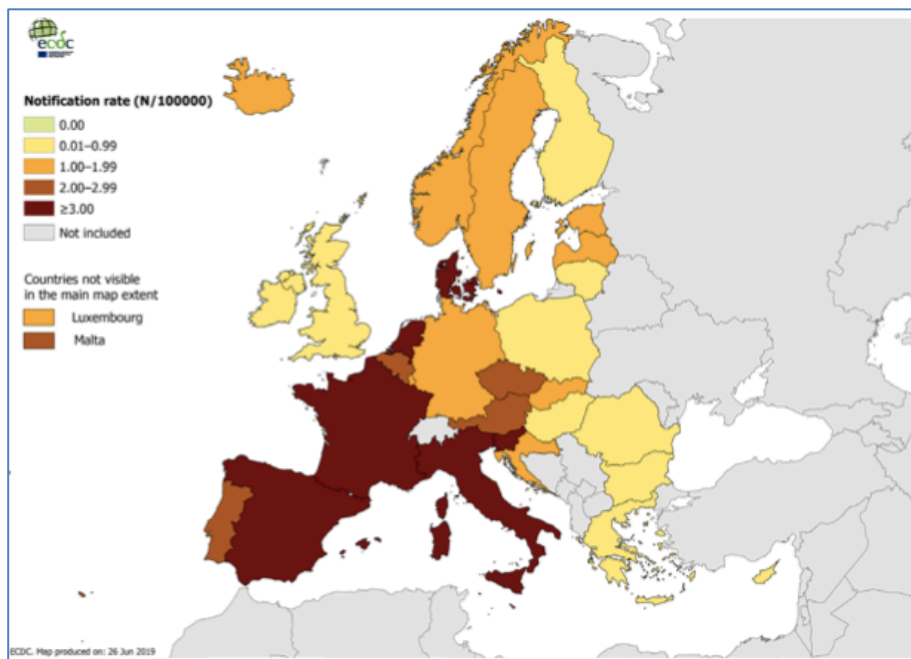 ecdc
Notification rate (N/100000)
0.00
0.01–0.99
1.00–1.99
2.00–2.99
≥3.00
Not included
Countries not visible
in the main map extent
Luxembourg
Malta
ECDC. Map produced on: 26 Jun 2019